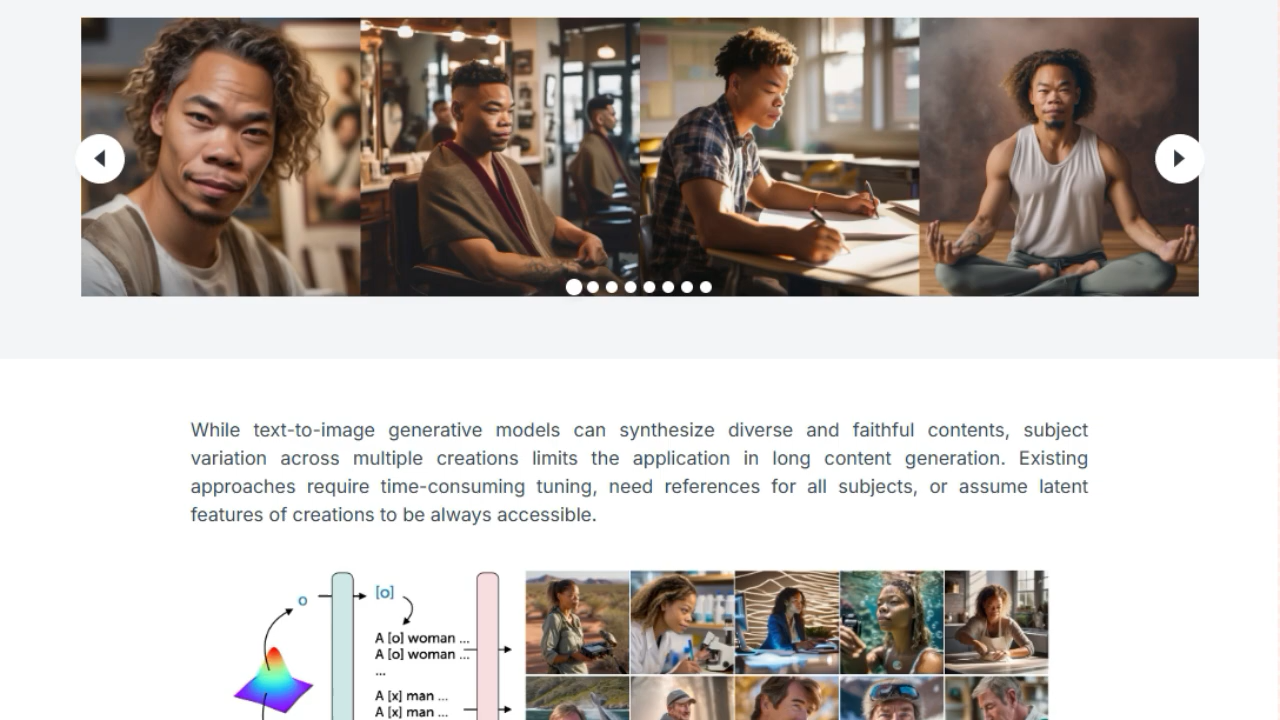 While text-to-image generative models can synthesize diverse and faithful contents, subject
variation across multiple creations limits the application in long content generation. Existing
approaches require time-consuming tuning, need references for all subjects, or assume latent
features of creations to be always accessible.
o
[o]
A [o] woman ...
A [o] woman ...
...
A [x] man ...
A [x] man ...